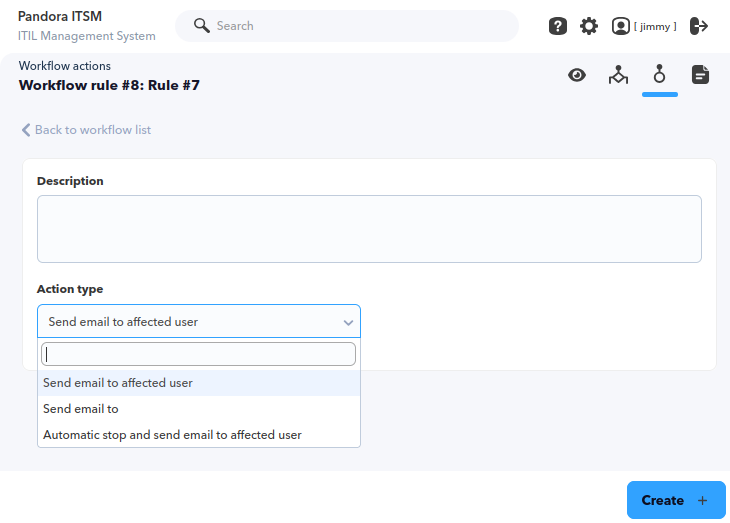 Pandora ITSM
ITIL Management System
Search
[ jimmy ]
Workflow actions
Workflow rule #8: Rule #7
Back to workflow list
Description
Action type
Send email to affected user
Send email to affected user
Send email to
Automatic stop and send email to affected user
Create +